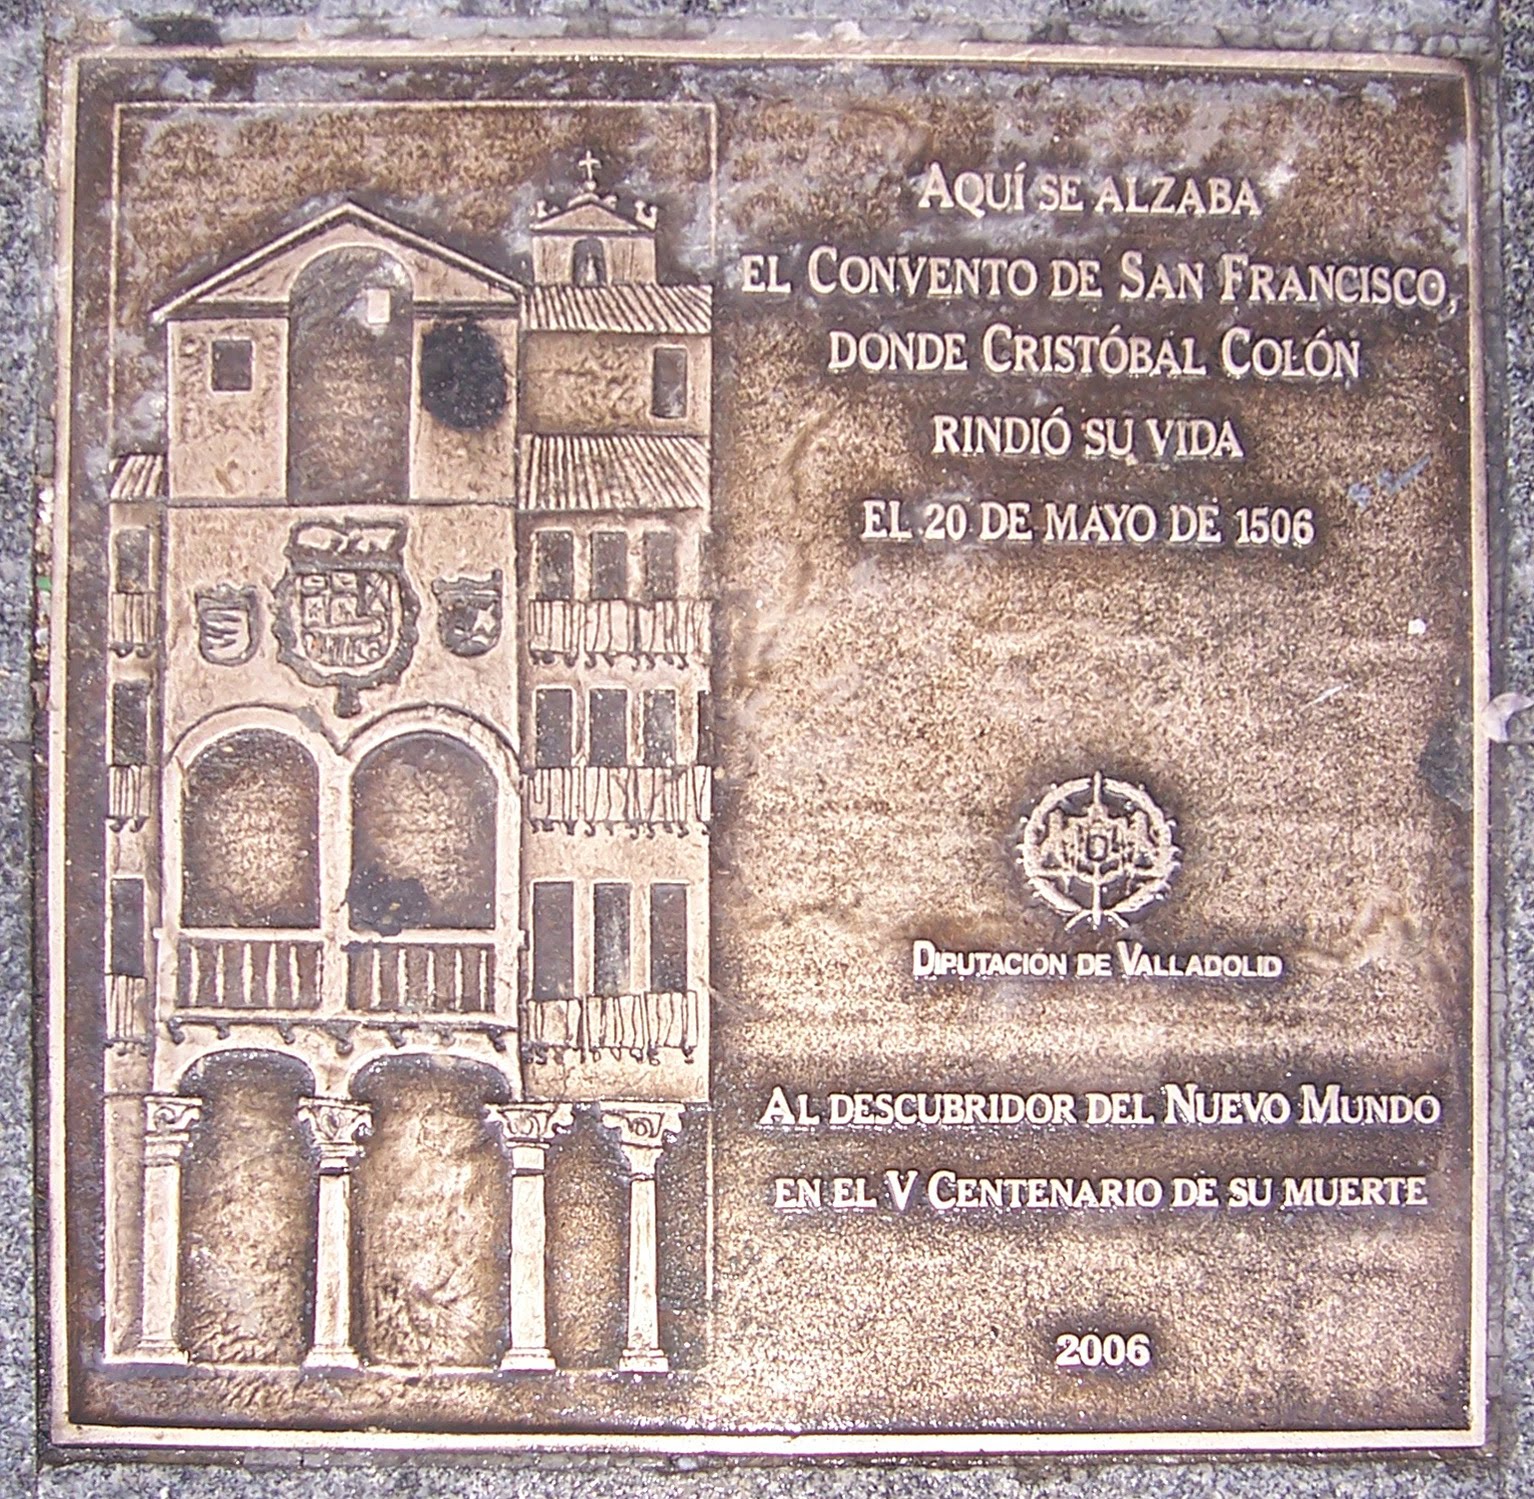 AQUÍ SE ALZABA
EL CONVENTO DE SAN FRANCISCO,
DONDE CRISTÓBAL COLÓN
RINDIÓ SU VIDA
EL 20 DE MAYO DE 1506
DIPUTACIÓN DE VALLADOLID
AL DESCUBRIDOR DEL NUEVO MUNDO
EN EL V CENTENARIO DE SU MUERTE
2006